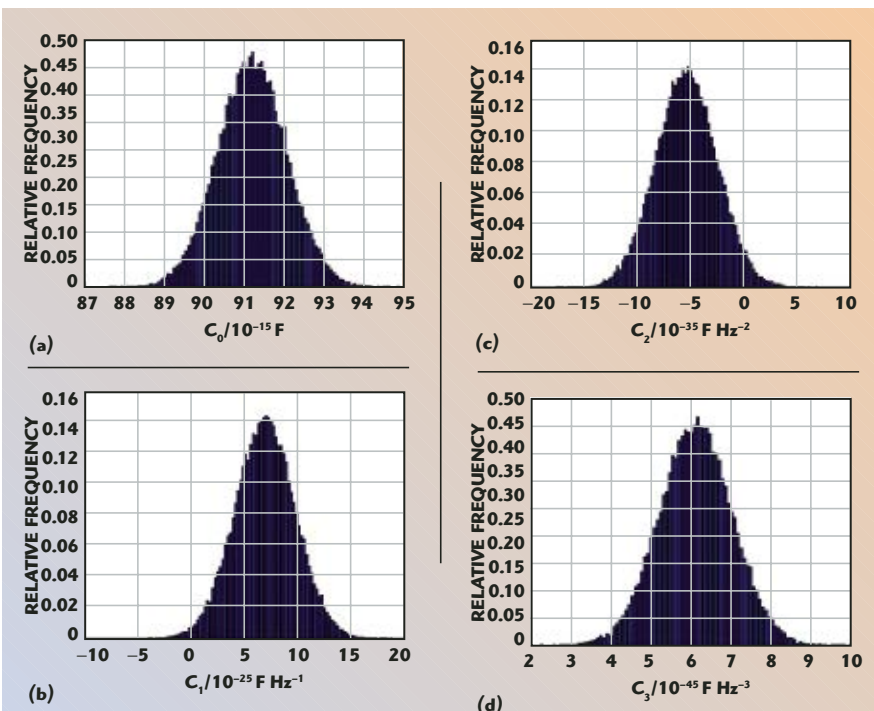 RELATIVE FREQUENCY
0.50
0.45
0.40
0.35
0.30
0.25
0.20
0.15
0.10
0.05
0
87 88 89 90 91 92 93 94 95
C₀/10⁻¹⁵ F
(a)
RELATIVE FREQUENCY
0.16
0.14
0.12
0.10
0.08
0.06
0.04
0.02
0
−10 −5 0 5 10 15 20
C₁/10⁻²⁵ F Hz⁻¹
(b)
RELATIVE FREQUENCY
0.16
0.14
0.12
0.10
0.08
0.06
0.04
0.02
0
−20 −15 −10 −5 0 5 10
C₂/10⁻³⁵ F Hz⁻²
(c)
RELATIVE FREQUENCY
0.50
0.45
0.40
0.35
0.30
0.25
0.20
0.15
0.10
0.05
0
2 3 4 5 6 7 8 9 10
C₃/10⁻⁴⁵ F Hz⁻³
(d)